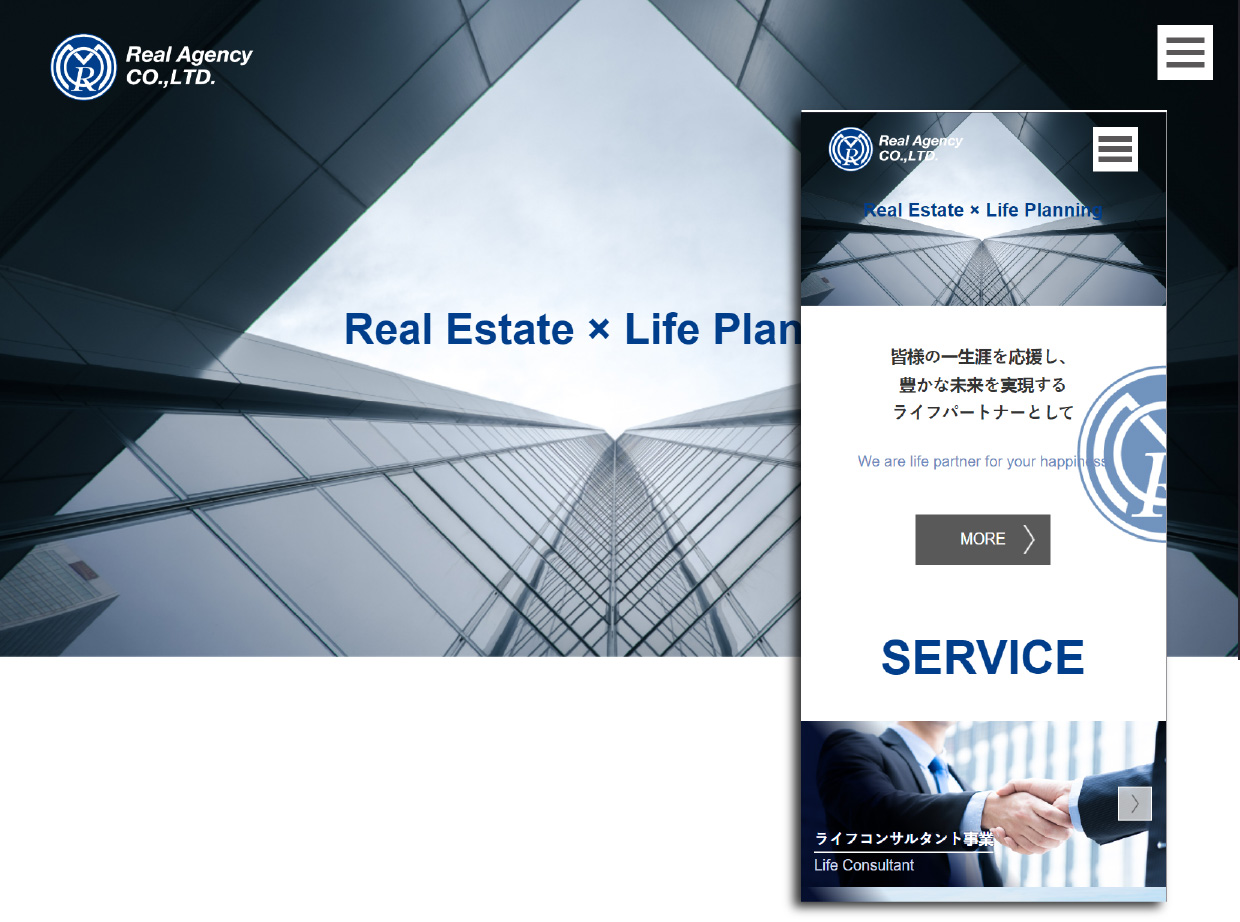 Real Agency
CO.,LTD.
Real Estate × Life Plan
Real Agency
CO.,LTD.
Real Estate × Life Planning
皆様の一生涯を応援し、
豊かな未来を実現する
ライフパートナーとして
We are life partner for your happiness
MORE
SERVICE
ライフコンサルタント事業
Life Consultant